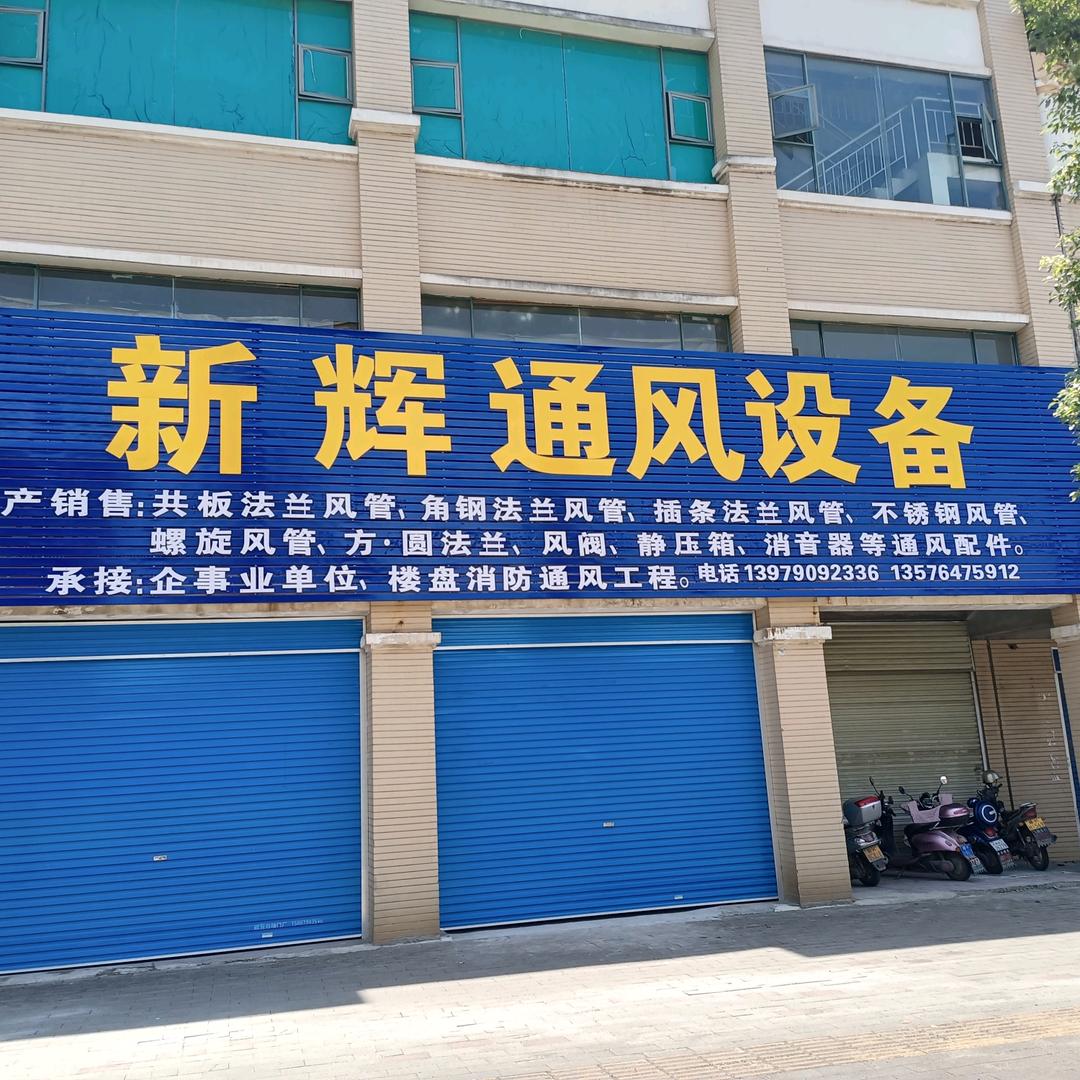 新辉通风设备
产销售:共板法兰风管、角钢法兰风管、插条法兰风管、不锈钢风管、
螺旋风管、方·圆法兰、风阀、静压箱、消音器等通风配件。
承接:企事业单位、楼盘消防通风工程。电话13979092336 13576475912